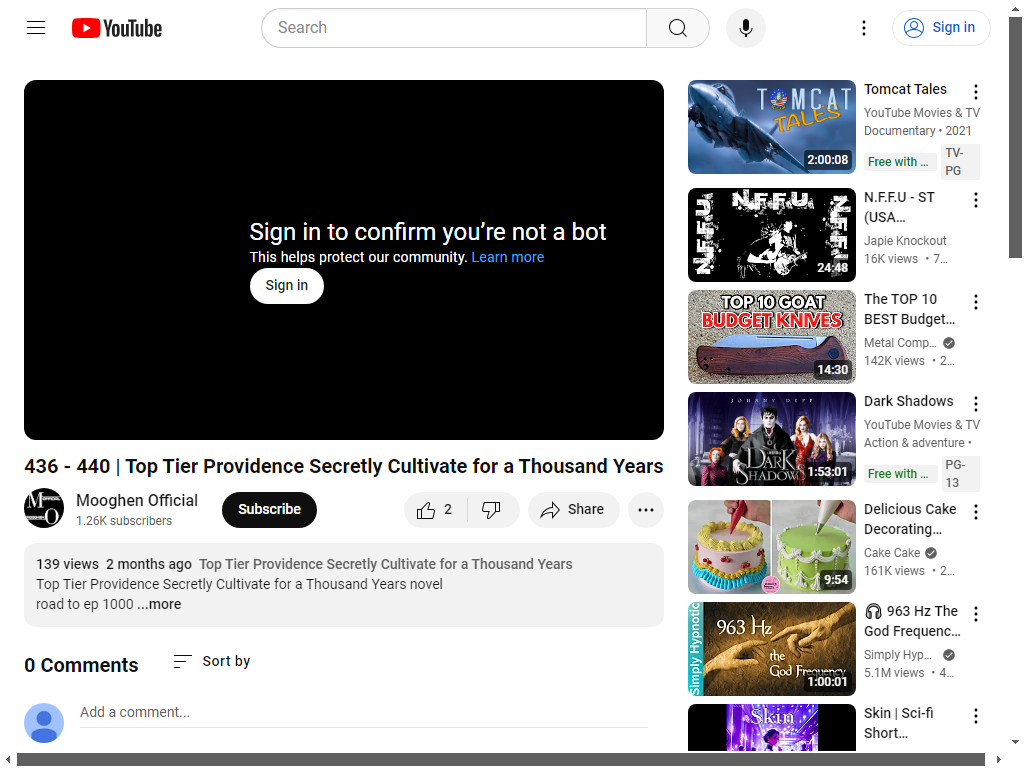 YouTube
Search
Sign in
Sign in to confirm you're not a bot
This helps protect our community. Learn more
Sign in
436 - 440 | Top Tier Providence Secretly Cultivate for a Thousand Years
Mooghen Official
1.26K subscribers
Subscribe
2
Share
139 views 2 months ago Top Tier Providence Secretly Cultivate for a Thousand Years
Top Tier Providence Secretly Cultivate for a Thousand Years novel
road to ep 1000 ...more
0 Comments
Sort by
Add a comment...
TOMCAT
TALES
2:00:08
Tomcat Tales
YouTube Movies & TV
Documentary • 2021
Free with ...
TV-
PG
N.F.F.U.
N.F.F.U
N.F.F.U
24:48
N.F.F.U - ST
(USA...
Japie Knockout
16K views • 7...
TOP 10 GOAT
BUDGET KNIVES
14:30
The TOP 10
BEST Budget...
Metal Comp...
142K views • 2...
JOHNNY DEPP
DARK
SHADOWS
1:53:01
Dark Shadows
YouTube Movies & TV
Action & adventure •
Free with ...
PG-
13
9:54
Delicious Cake
Decorating...
Cake Cake
161K views • 2...
Simply Hypnotic
963 Hz
the
God Frequency
1:00:01
🎧 963 Hz The
God Frequenc...
Simply Hyp...
5.1M views • 4...
Skin
Skin | Sci-fi
Short...